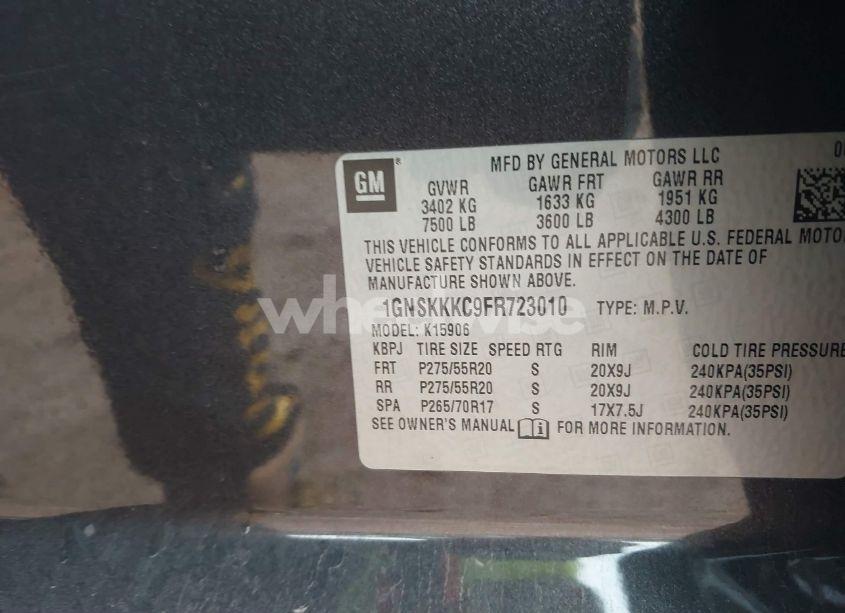 GM
MFD BY GENERAL MOTORS LLC
GVWR GAWR FRT GAWR RR
3402 KG 1633 KG 1951 KG
7500 LB 3600 LB 4300 LB
THIS VEHICLE CONFORMS TO ALL APPLICABLE U.S. FEDERAL MOTOR
VEHICLE SAFETY STANDARDS IN EFFECT ON THE DATE OF
MANUFACTURE SHOWN ABOVE.
1GNSKKKC9FR723010 TYPE: M.P.V.
MODEL: K15906
KBPJ TIRE SIZE SPEED RTG RIM COLD TIRE PRESSURE
FRT P275/55R20 S 20X9J 240KPA(35PSI)
RR P275/55R20 S 20X9J 240KPA(35PSI)
SPA P265/70R17 S 17X7.5J 240KPA(35PSI)
SEE OWNER'S MANUAL FOR MORE INFORMATION.